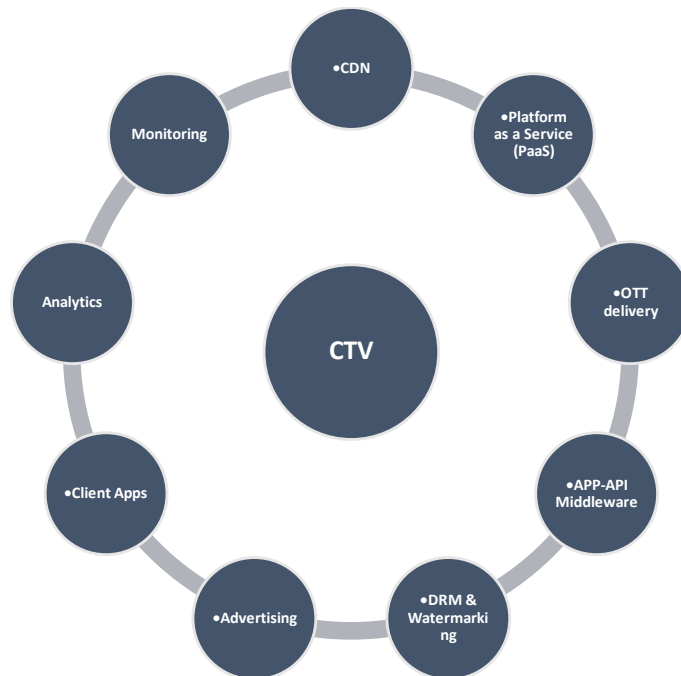 •CDN
•Platform
as a Service
(PaaS)
•OTT
delivery
•APP-API
Middleware
•DRM &
Watermarki
ng
•Advertising
•Client Apps
Analytics
Monitoring
CTV